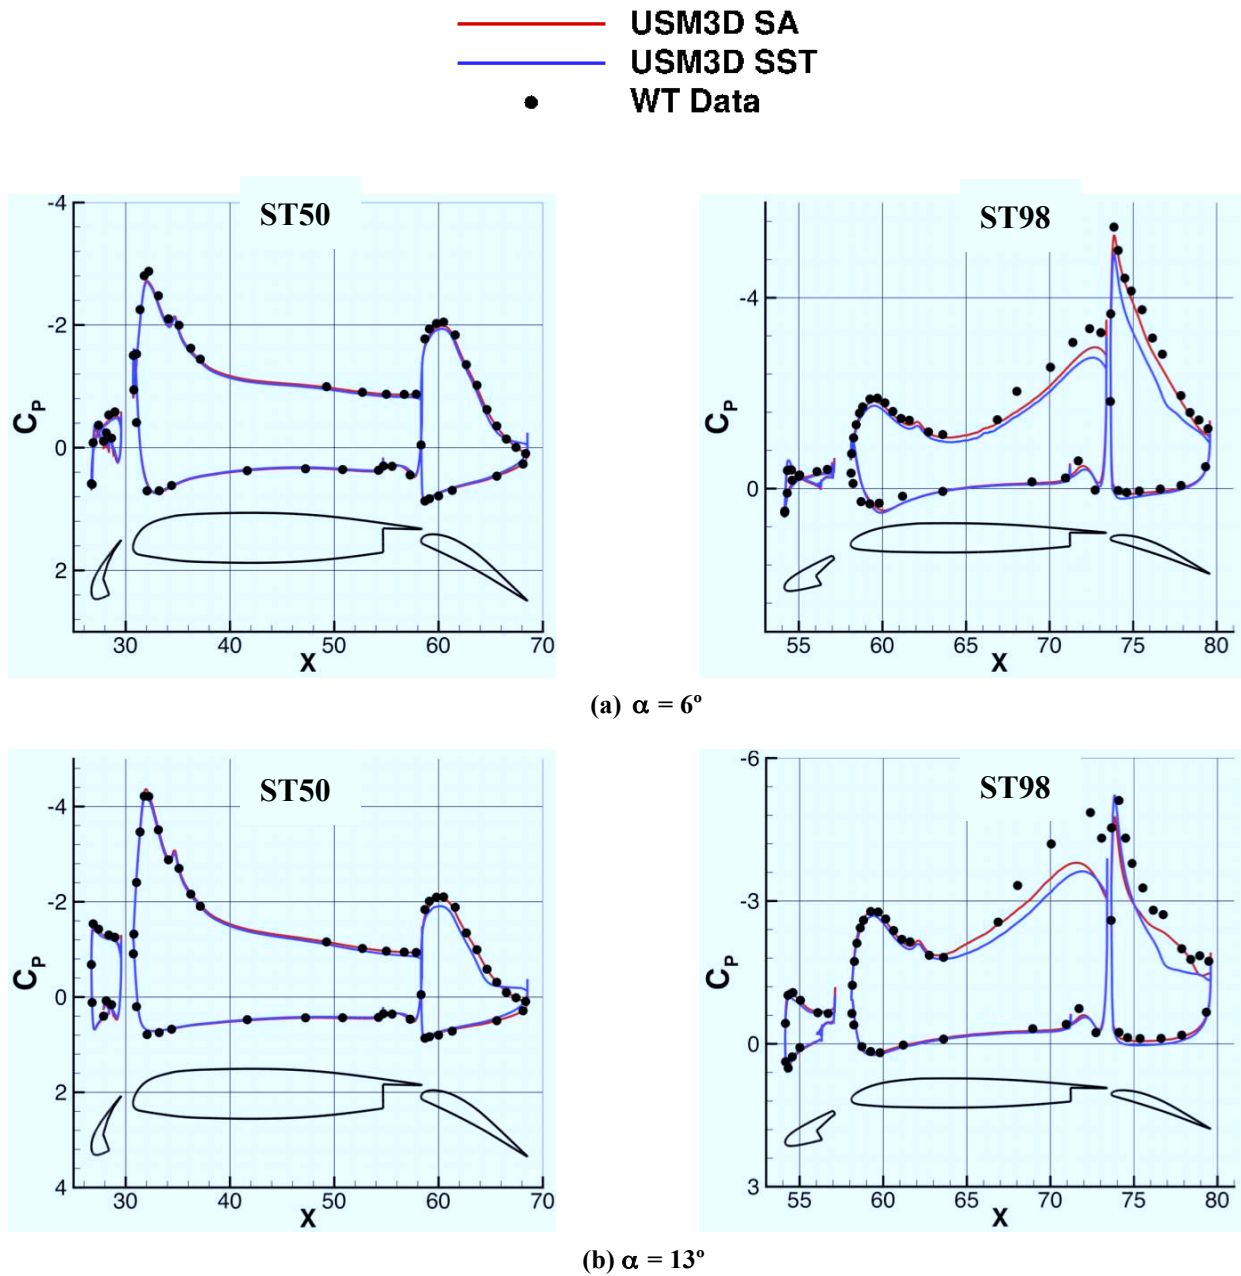 USM3D SA
USM3D SST
WT Data
ST50
-4
-2
0
2
CP
30 40 50 60 70
X
ST98
-4
0
55 60 65 70 75 80
X
(a) α = 6º
ST50
-4
-2
0
2
4
CP
30 40 50 60 70
X
ST98
-6
-3
0
3
CP
55 60 65 70 75 80
X
(b) α = 13º